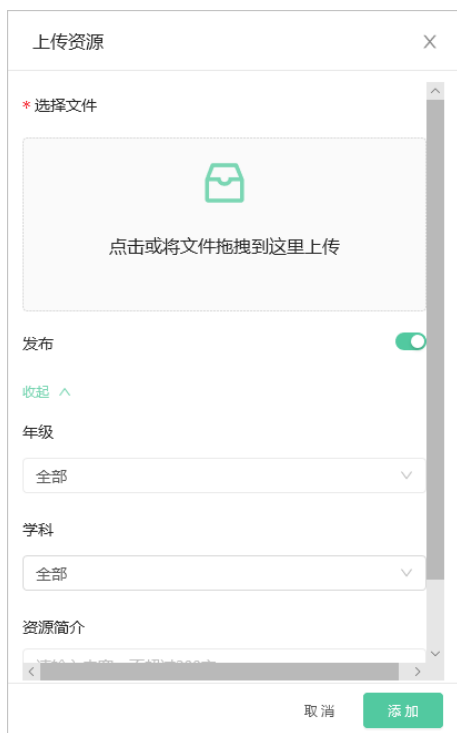 上传资源
* 选择文件
点击或将文件拖拽到这里上传
发布
收起
年级
全部
学科
全部
资源简介
取消
添加